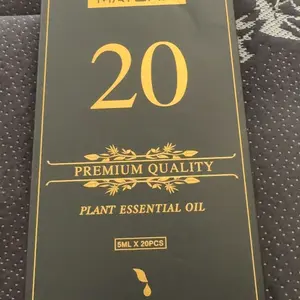 20
PREMIUM QUALITY
PLANT ESSENTIAL OIL
5ML X 20PCS